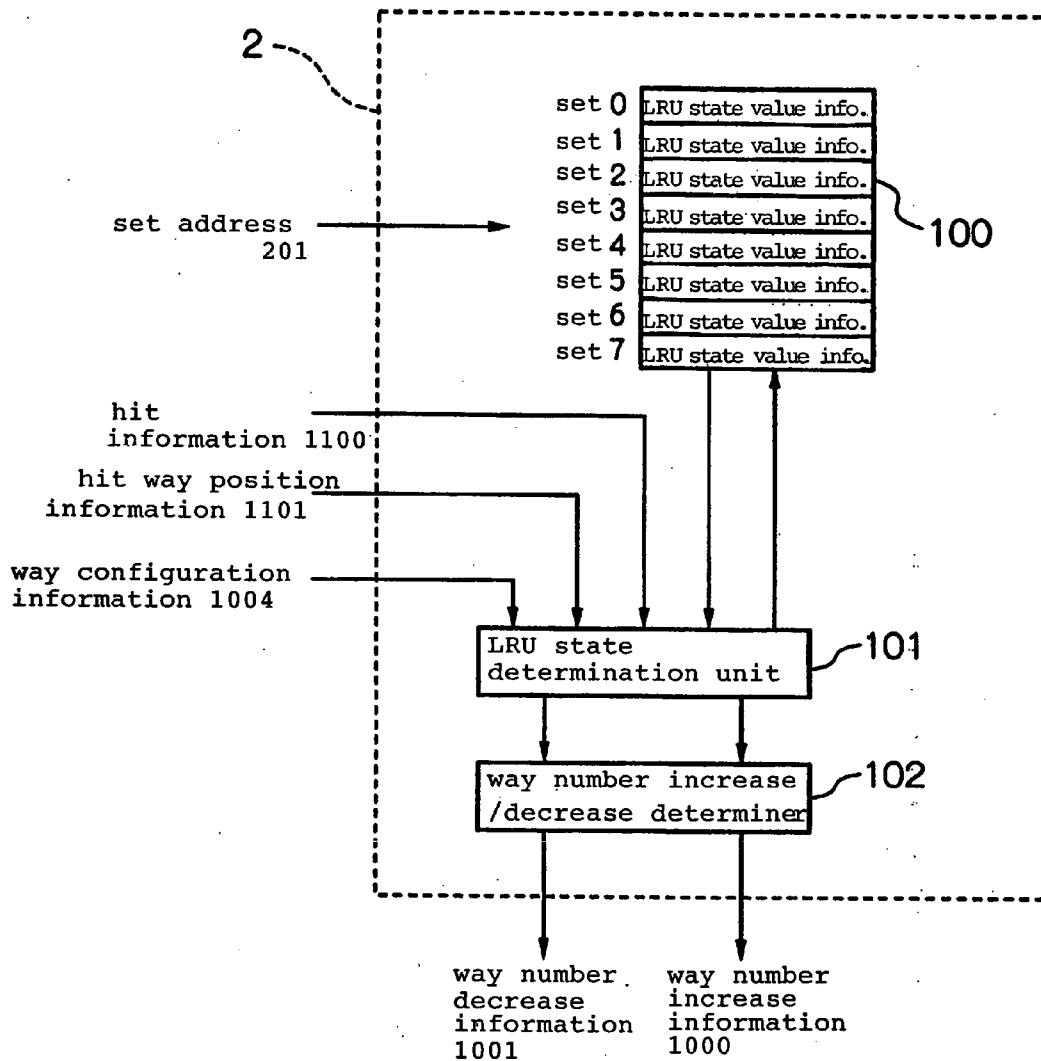 2
set 0 LRU state value info.
set 1 LRU state value info.
set 2 LRU state value info.
set 3 LRU state value info.
set 4 LRU state value info.
set 5 LRU state value info.
set 6 LRU state value info.
set 7 LRU state value info.
100
set address
201
hit
information 1100
hit way position
information 1101
way configuration
information 1004
LRU state
determination unit
101
way number increase
/decrease determiner
102
way number
decrease
information
1001
way number
increase
information
1000